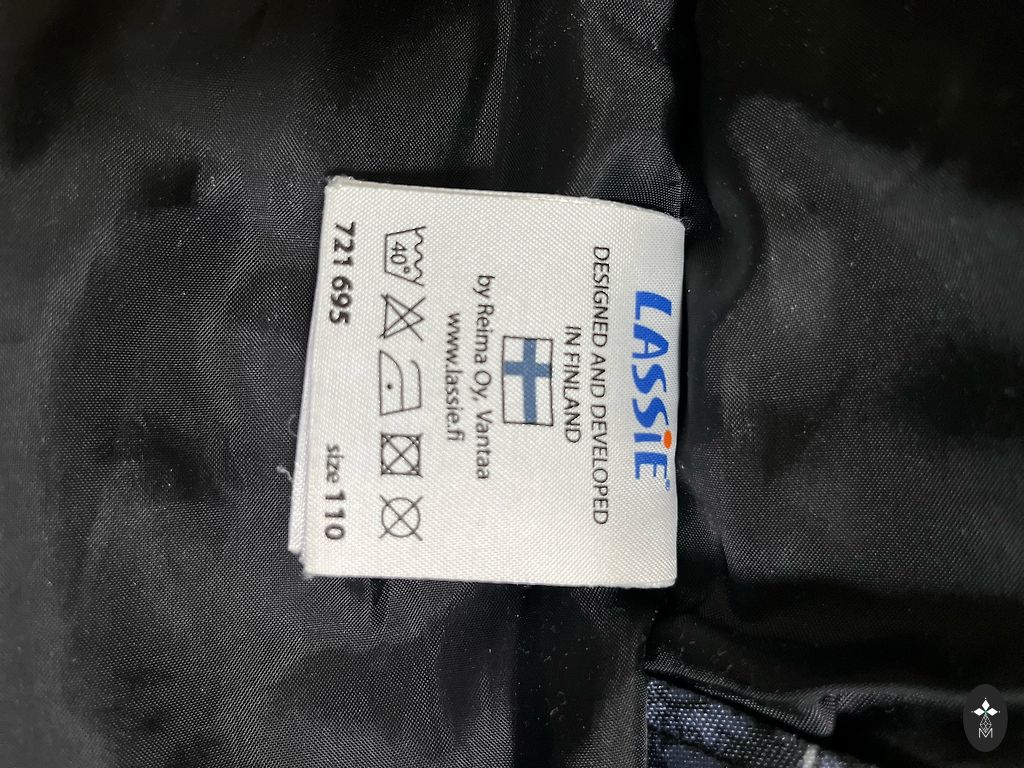 LASSiE®
DESIGNED AND DEVELOPED
IN FINLAND
by Reima Oy, Vantaa
www.lassie.fi
40°
721 695 size 110
M